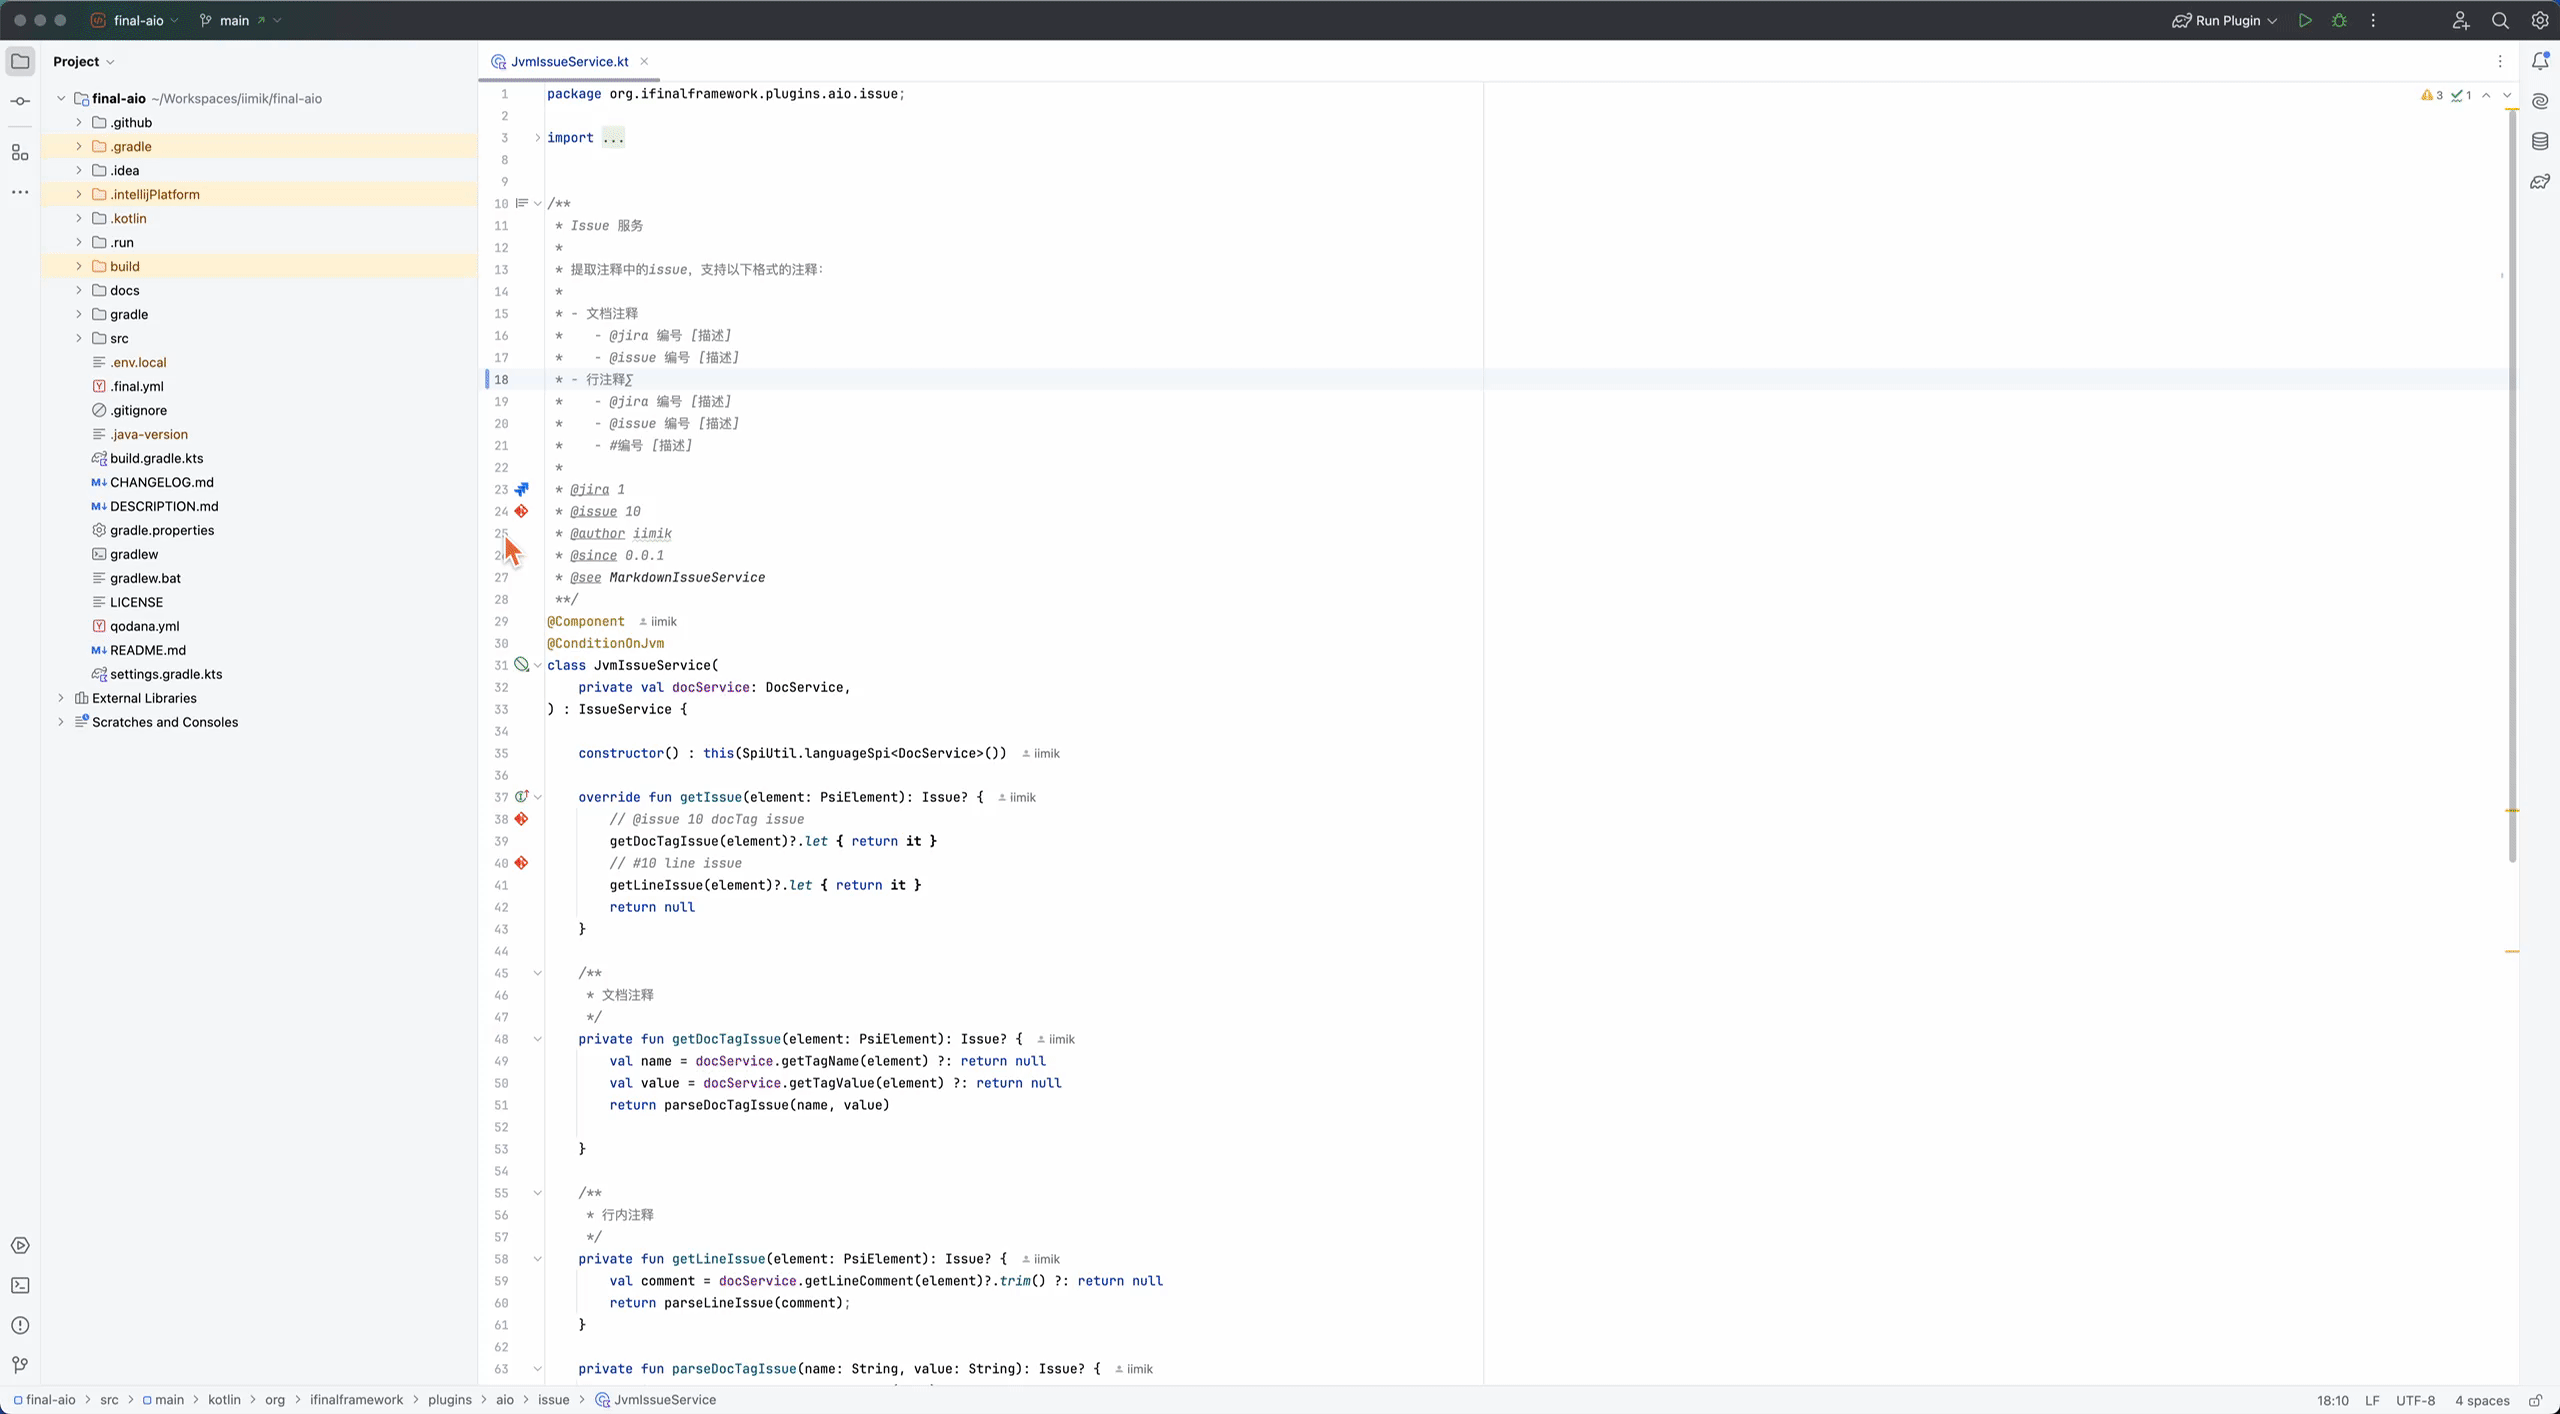 final-aio
main
Run Plugin
Project
JvmIssueService.kt
final-aio ~/Workspaces/iimik/final-aio
.github
.gradle
.idea
.intellijPlatform
.kotlin
.run
build
docs
gradle
src
.env.local
.final.yml
.gitignore
.java-version
build.gradle.kts
CHANGELOG.md
DESCRIPTION.md
gradle.properties
gradlew
gradlew.bat
LICENSE
qodana.yml
README.md
settings.gradle.kts
External Libraries
Scratches and Consoles
3 1
1 package org.ifinalframework.plugins.aio.issue;
2
3 import ...
8
9
10 /**
11 * Issue 服务
12 *
13 * 提取注释中的issue，支持以下格式的注释：
14 *
15 * - 文档注释
16 * - @jira 编号 [描述]
17 * - @issue 编号 [描述]
18 * - 行注释∑
19 * - @jira 编号 [描述]
20 * - @issue 编号 [描述]
21 * - #编号 [描述]
22 *
23 * @jira 1
24 * @issue 10
25 * @author iimik
26 * @since 0.0.1
27 * @see MarkdownIssueService
28 **/
29 @Component iimik
30 @ConditionOnJvm
31 class JvmIssueService(
32 private val docService: DocService,
33 ) : IssueService {
34
35 constructor() : this(SpiUtil.languageSpi<DocService>()) iimik
36
37 override fun getIssue(element: PsiElement): Issue? { iimik
38 // @issue 10 docTag issue
39 getDocTagIssue(element)?.let { return it }
40 // #10 line issue
41 getLineIssue(element)?.let { return it }
42 return null
43 }
44
45 /**
46 * 文档注释
47 */
48 private fun getDocTagIssue(element: PsiElement): Issue? { iimik
49 val name = docService.getTagName(element) ?: return null
50 val value = docService.getTagValue(element) ?: return null
51 return parseDocTagIssue(name, value)
52
53 }
54
55 /**
56 * 行内注释
57 */
58 private fun getLineIssue(element: PsiElement): Issue? { iimik
59 val comment = docService.getLineComment(element)?.trim() ?: return null
60 return parseLineIssue(comment);
61 }
62
63 private fun parseDocTagIssue(name: String, value: String): Issue? { iimik
final-aio > src > main > kotlin > org > ifinalframework > plugins > aio > issue > JvmIssueService
18:10 LF UTF-8 4 spaces